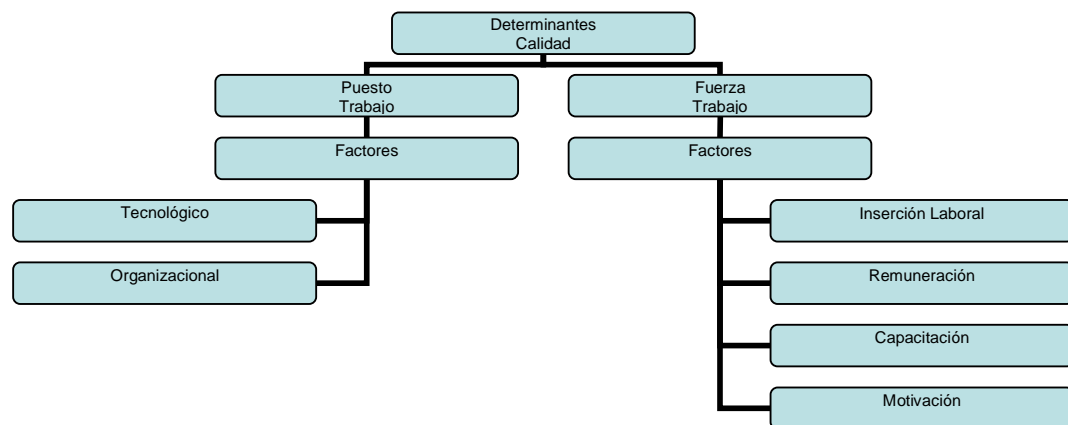 Determinantes
Calidad
Puesto
Trabajo
Fuerza
Trabajo
Factores
Factores
Tecnológico
Inserción Laboral
Organizacional
Remuneración
Capacitación
Motivación